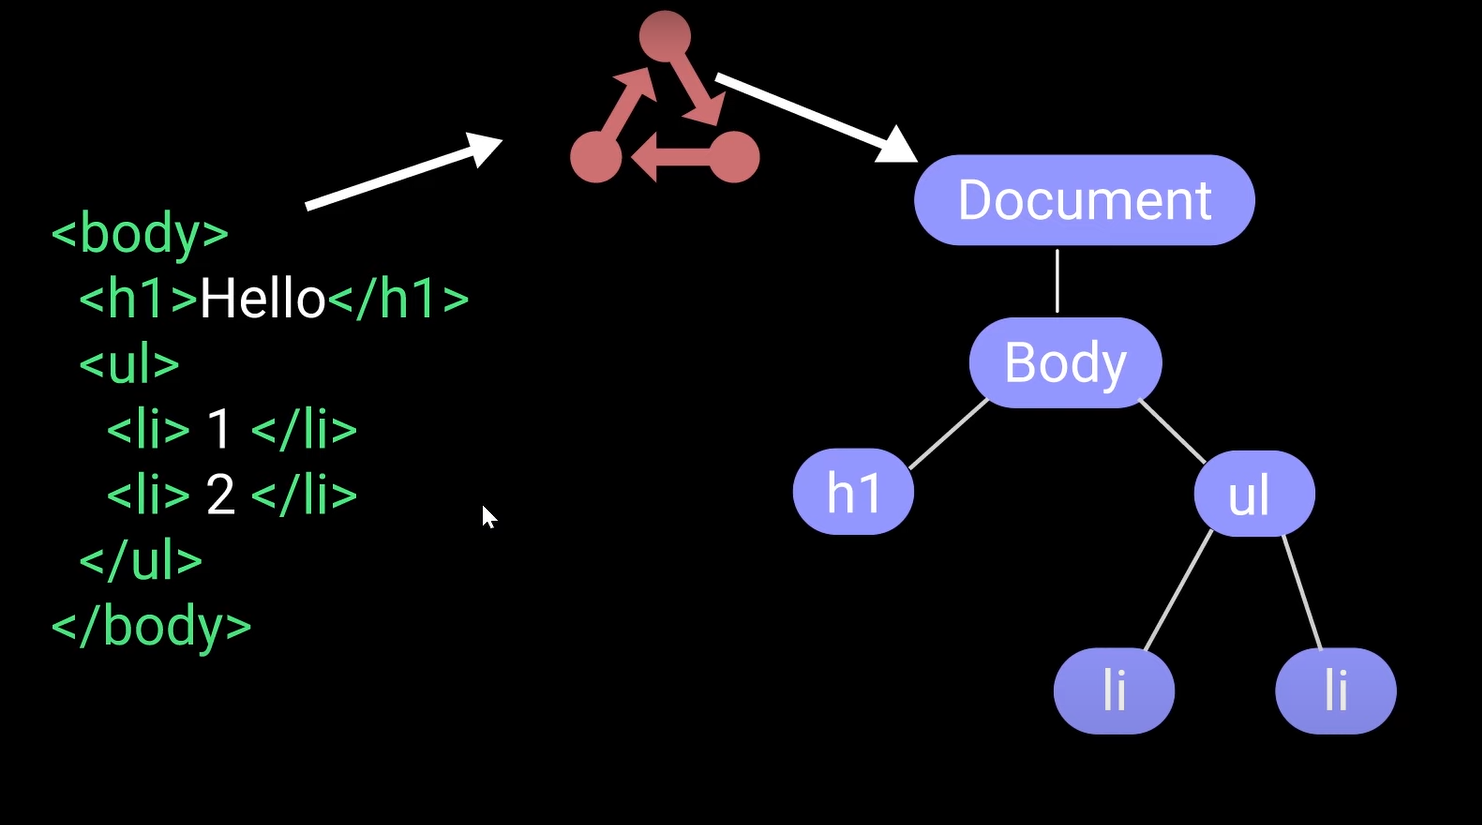 <body>
<h1>Hello</h1>
<ul>
<li> 1 </li>
<li> 2 </li>
</ul>
</body>
Document
Body
h1
ul
li
li